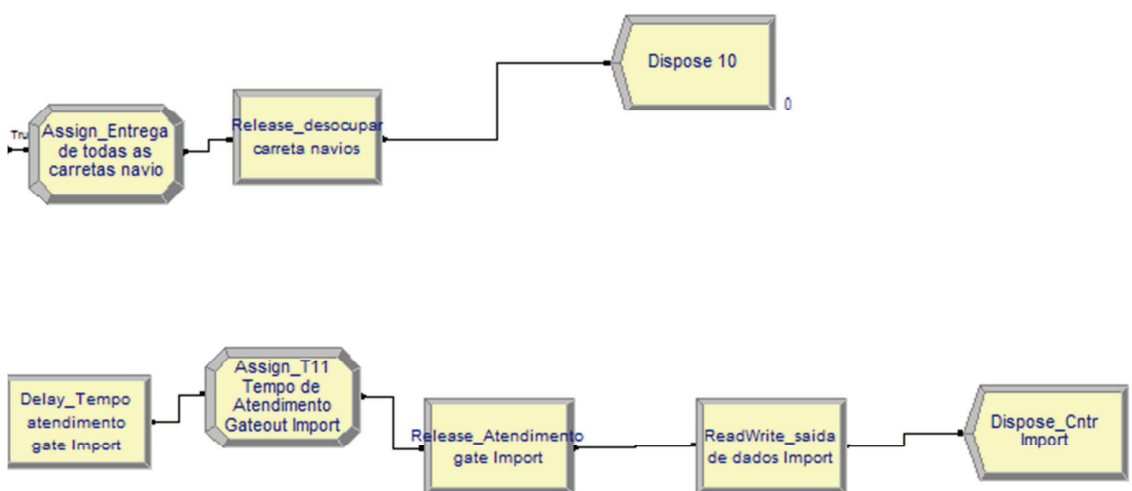 Dispose 10
0
Tru
Assign_Entrega
de todas as
carretas navio
Release_desocupar
carreta navios
Delay_Tempo
atendimento
gate Import
Assign_T11
Tempo de
Atendimento
Gateout Import
Release_Atendimento
gate Import
ReadWrite_saida
de dados Import
Dispose_Cntr
Import